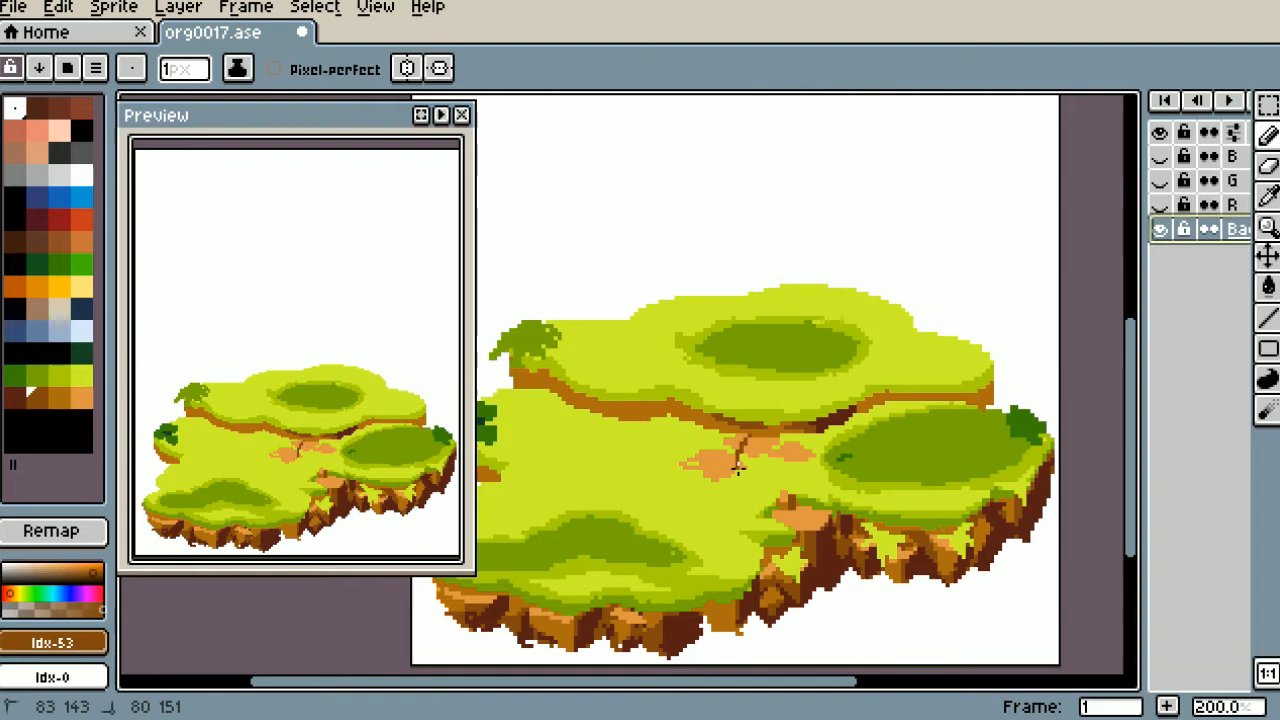 File Edit Sprite Layer Frame Select View Help
Home org0017.ase
1px Pixel-perfect
Preview
B
G
R
Bac
Remap
Idx-53
Idx-0
83 143 80 151 Frame: 1 200.0%
1:1